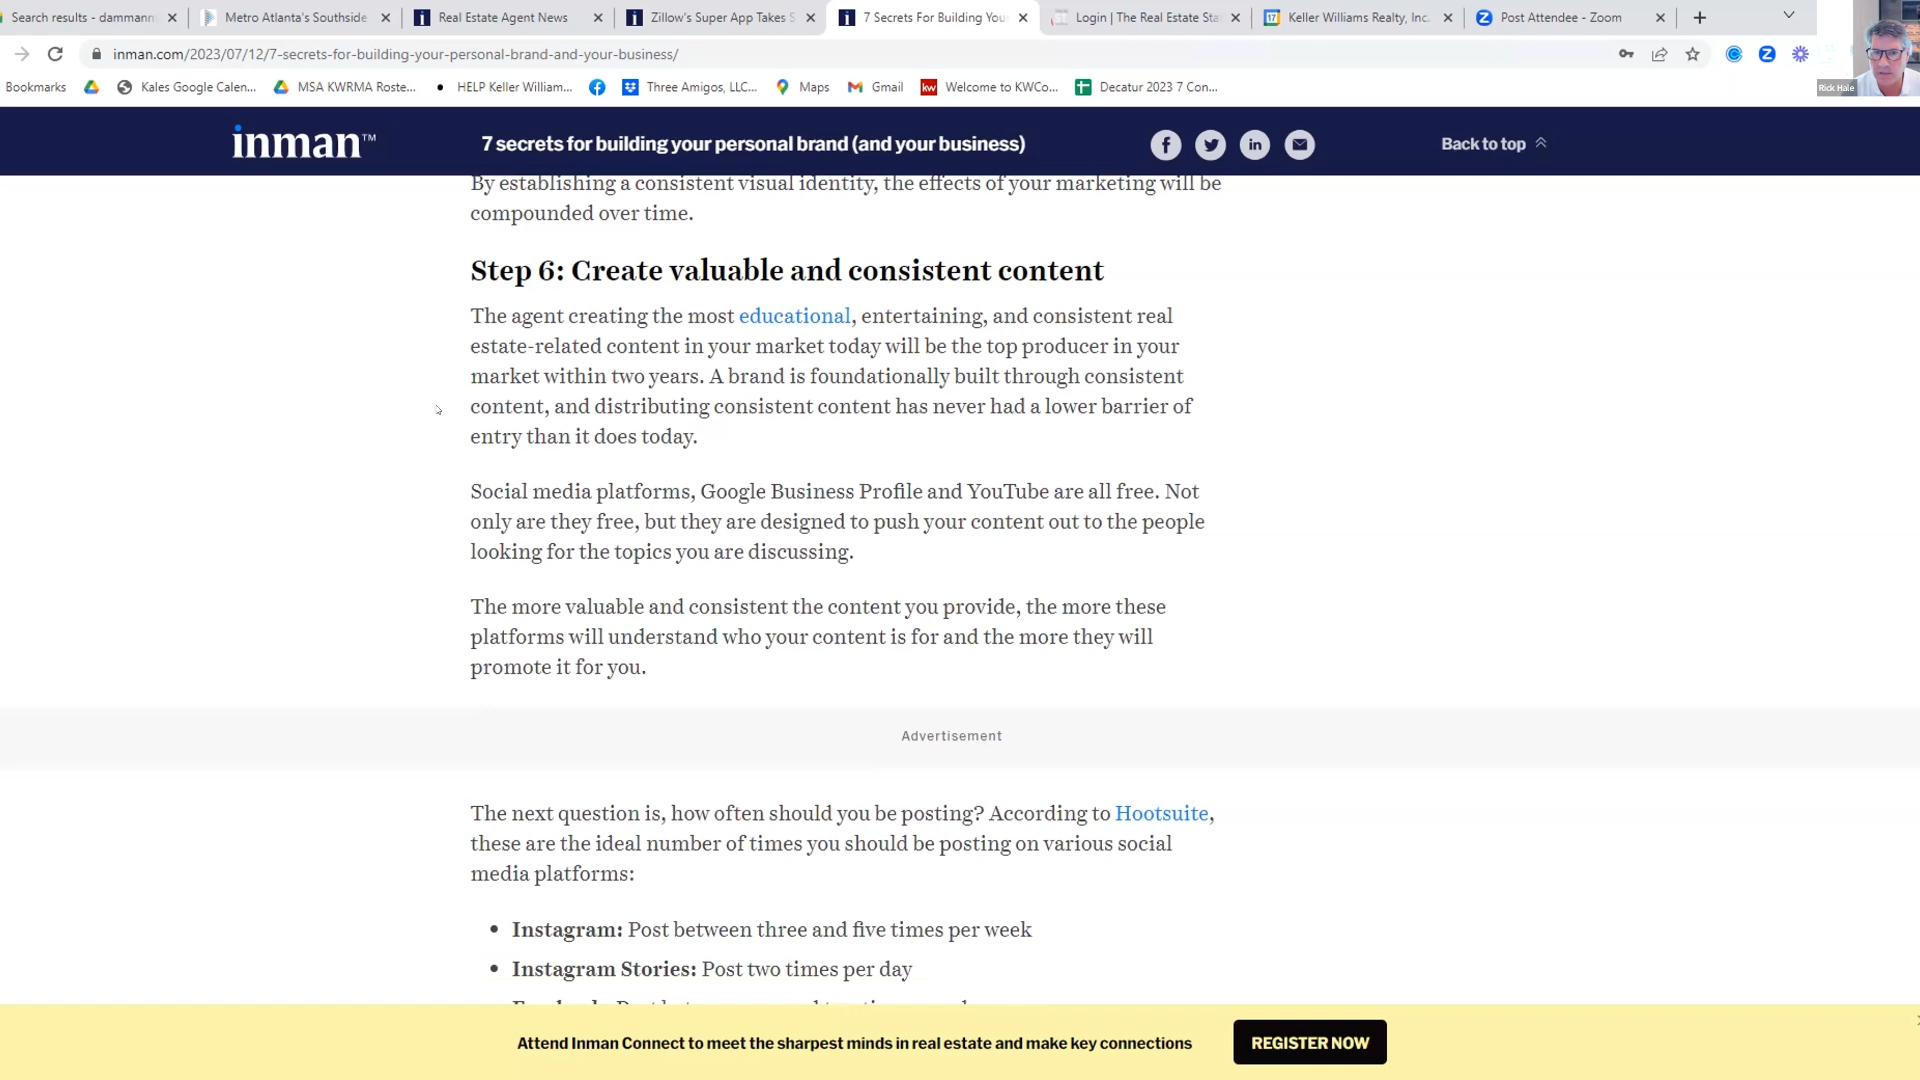 Search results - dammann
Metro Atlanta's Southside
Real Estate Agent News
Zillow's Super App Takes S
7 Secrets For Building You
Login | The Real Estate Sta
Keller Williams Realty, Inc.
Post Attendee - Zoom
inman.com/2023/07/12/7-secrets-for-building-your-personal-brand-and-your-business/
Bookmarks
Kales Google Calen...
MSA KWRMA Roste...
HELP Keller William...
Three Amigos, LLC...
Maps
Gmail
Welcome to KWCo...
Decatur 2023 7 Con...
Rick Hale
inman™
7 secrets for building your personal brand (and your business)
Back to top
By establishing a consistent visual identity, the effects of your marketing will be
compounded over time.
Step 6: Create valuable and consistent content
The agent creating the most educational, entertaining, and consistent real
estate-related content in your market today will be the top producer in your
market within two years. A brand is foundationally built through consistent
content, and distributing consistent content has never had a lower barrier of
entry than it does today.
Social media platforms, Google Business Profile and YouTube are all free. Not
only are they free, but they are designed to push your content out to the people
looking for the topics you are discussing.
The more valuable and consistent the content you provide, the more these
platforms will understand who your content is for and the more they will
promote it for you.
Advertisement
The next question is, how often should you be posting? According to Hootsuite,
these are the ideal number of times you should be posting on various social
media platforms:
• Instagram: Post between three and five times per week
• Instagram Stories: Post two times per day
Attend Inman Connect to meet the sharpest minds in real estate and make key connections
REGISTER NOW